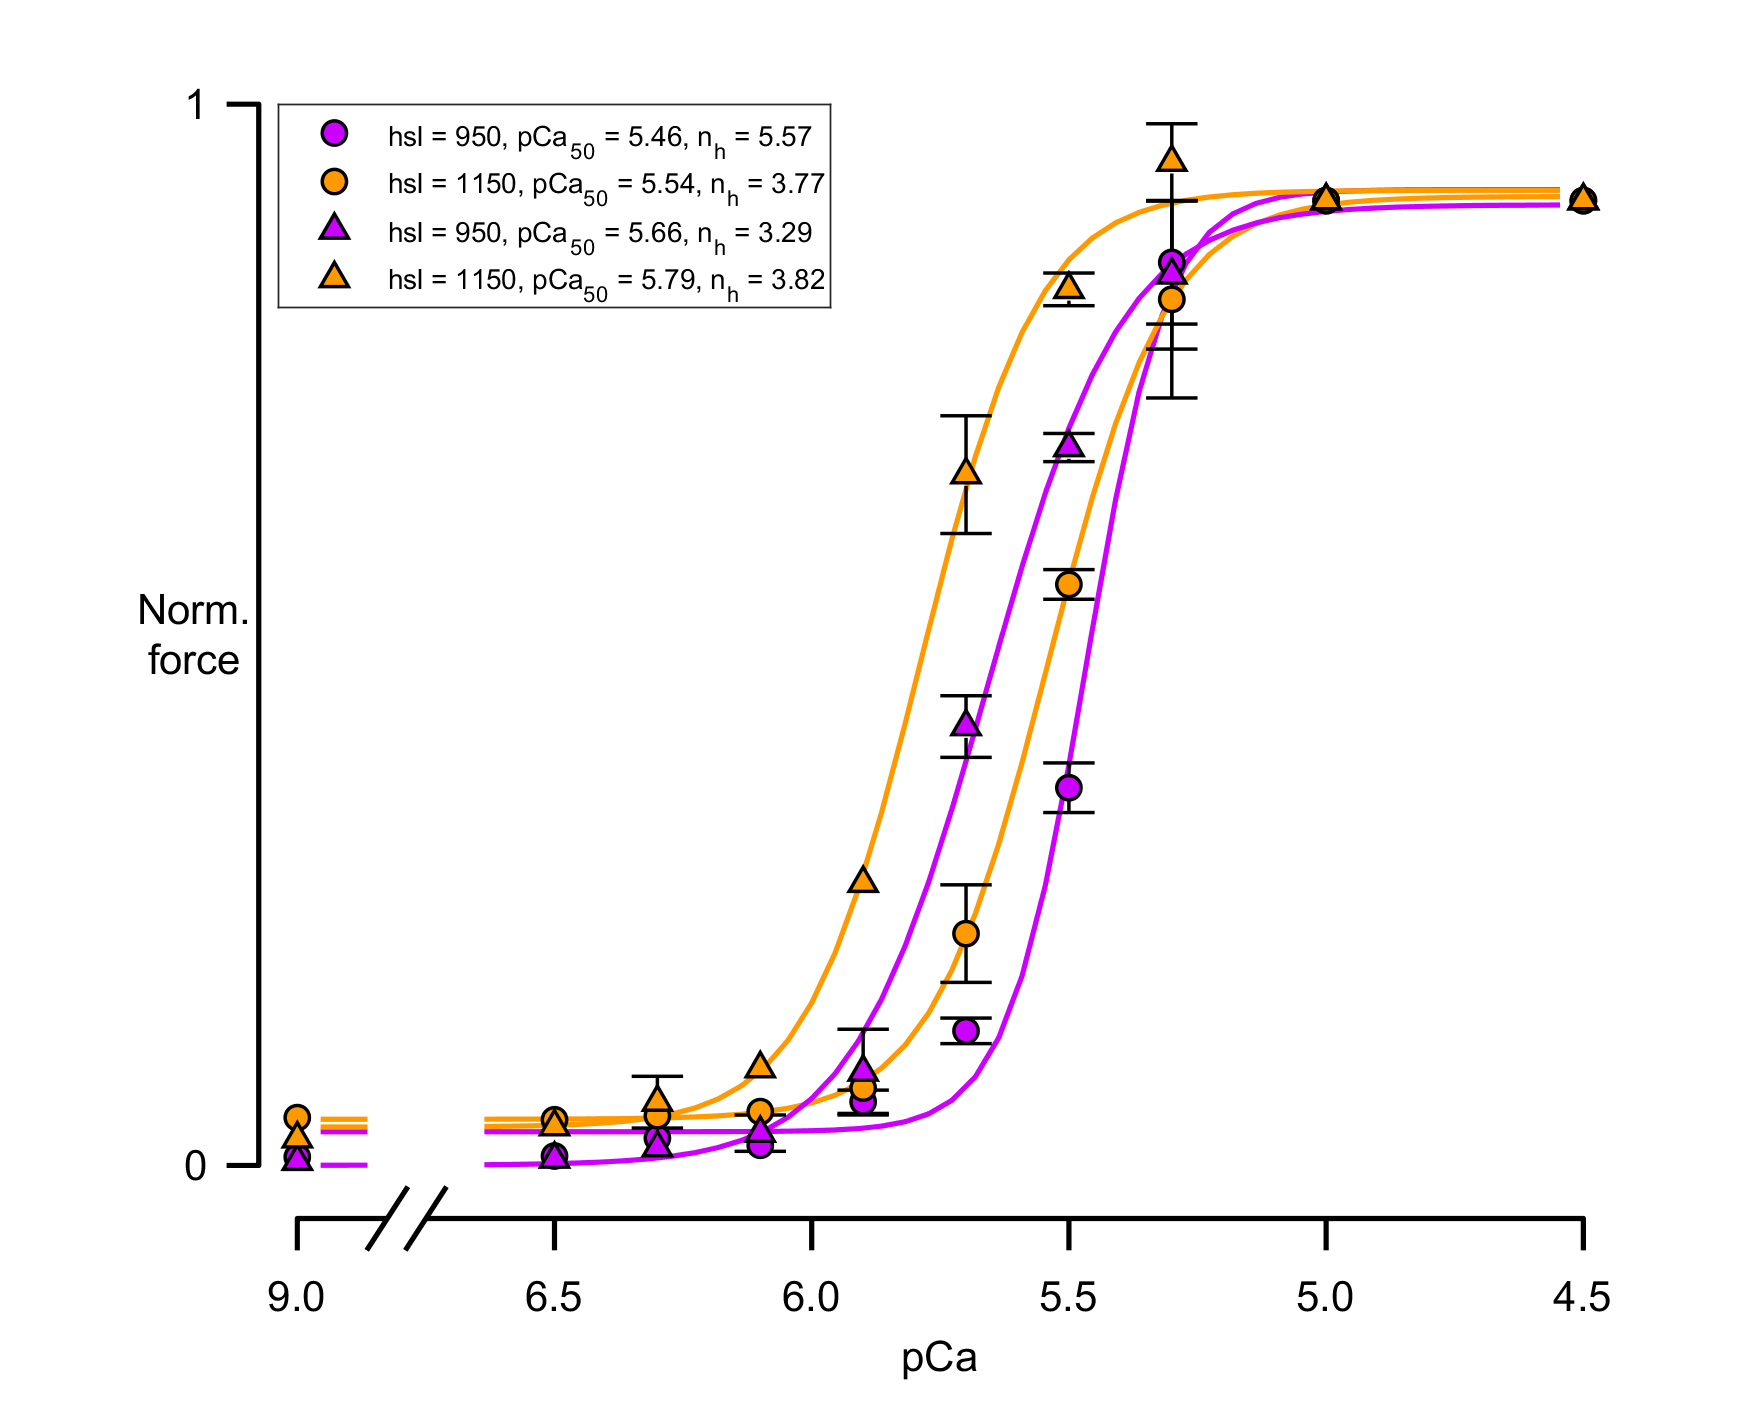 1
hsl = 950, pCa50 = 5.46, nh = 5.57
hsl = 1150, pCa50 = 5.54, nh = 3.77
hsl = 950, pCa50 = 5.66, nh = 3.29
hsl = 1150, pCa50 = 5.79, nh = 3.82
Norm.
force
0
9.0 6.5 6.0 5.5 5.0 4.5
pCa